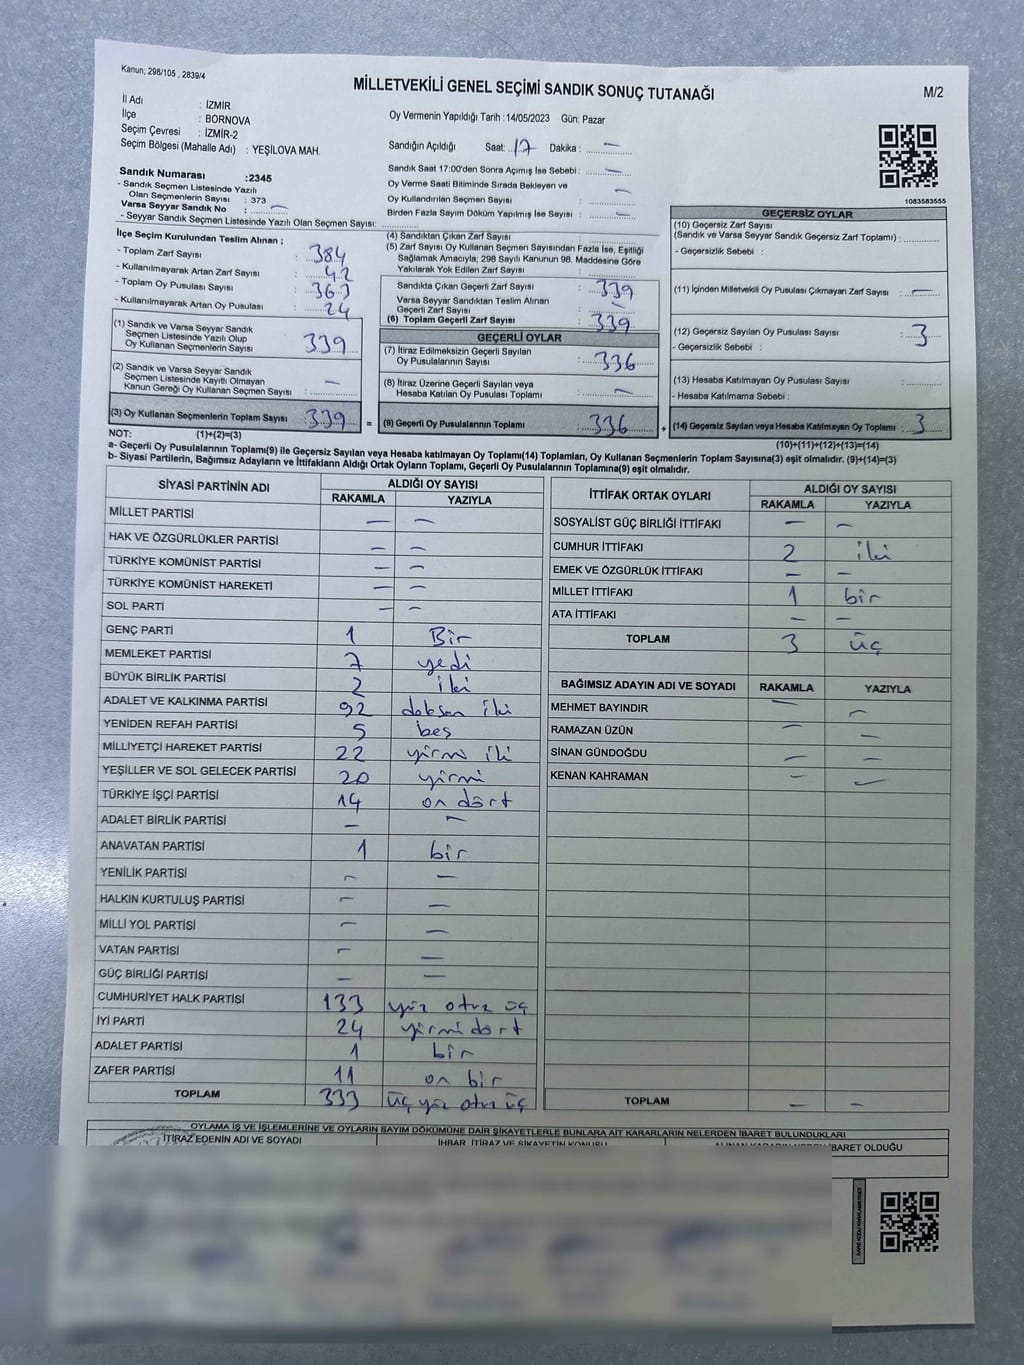 Kanun; 298/105 , 2839/4
MİLLETVEKİLİ GENEL SEÇİMİ SANDIK SONUÇ TUTANAĞI
M/2
İl Adı : İZMİR
İlçe : BORNOVA
Seçim Çevresi : İZMİR-2
Seçim Bölgesi (Mahalle Adı) : YEŞİLOVA MAH.
Oy Vermenin Yapıldığı Tarih :14/05/2023 Gün: Pazar
Sandığın Açıldığı Saat: 17 Dakika : —
Sandık Saat 17:00'den Sonra Açımış İse Sebebi : —
Oy Verme Saati Bitiminde Sırada Bekleyen ve
Oy Kullandırılan Seçmen Sayısı : —
Birden Fazla Sayım Döküm Yapılmış İse Sayısı : —
1083583555
Sandık Numarası :2345
- Sandık Seçmen Listesinde Yazılı
Olan Seçmenlerin Sayısı : 373
Varsa Seyyar Sandık No : —
- Seyyar Sandık Seçmen Listesinde Yazılı Olan Seçmen Sayısı:
İlçe Seçim Kurulundan Teslim Alınan ;
- Toplam Zarf Sayısı : 384
- Kullanılmayarak Artan Zarf Sayısı : 42
- Toplam Oy Pusulası Sayısı : 363
- Kullanılmayarak Artan Oy Pusulası : 24
(1) Sandık ve Varsa Seyyar Sandık
Seçmen Listesinde Yazılı Olup
Oy Kullanan Seçmenlerin Sayısı : 339
(2) Sandık ve Varsa Seyyar Sandık
Seçmen Listesinde Kayıtlı Olmayan
Kanun Gereği Oy Kullanan Seçmen Sayısı : —
(3) Oy Kullanan Seçmenlerin Toplam Sayısı : 339
(4) Sandıktan Çıkan Zarf Sayısı :
(5) Zarf Sayısı Oy Kullanan Seçmen Sayısından Fazla İse, Eşitliği
Sağlamak Amacıyla; 298 Sayılı Kanunun 98. Maddesine Göre
Yakılarak Yok Edilen Zarf Sayısı :
Sandıkta Çıkan Geçerli Zarf Sayısı : 339
Varsa Seyyar Sandıktan Teslim Alınan
Geçerli Zarf Sayısı : —
(6) Toplam Geçerli Zarf Sayısı : 339
GEÇERLİ OYLAR
(7) İtiraz Edilmeksizin Geçerli Sayılan
Oy Pusulalarının Sayısı : 336
(8) İtiraz Üzerine Geçerli Sayılan veya
Hesaba Katılan Oy Pusulası Toplamı : —
= (9) Geçerli Oy Pusulalarının Toplamı : 336
GEÇERSİZ OYLAR
(10) Geçersiz Zarf Sayısı
(Sandık ve Varsa Seyyar Sandık Geçersiz Zarf Toplamı) :
- Geçersizlik Sebebi :
(11) İçinden Milletvekili Oy Pusulası Çıkmayan Zarf Sayısı : —
(12) Geçersiz Sayılan Oy Pusulası Sayısı : 3
- Geçersizlik Sebebi :
(13) Hesaba Katılmayan Oy Pusulası Sayısı :
- Hesaba Katılmama Sebebi :
+ (14) Geçersiz Sayılan veya Hesaba Katılmayan Oy Toplamı : 3
NOT: (1)+(2)=(3)
(10)+(11)+(12)+(13)=(14)
a- Geçerli Oy Pusulalarının Toplamı(9) ile Geçersiz Sayılan veya Hesaba katılmayan Oy Toplamı(14) Toplamları, Oy Kullanan Seçmenlerin Toplam Sayısına(3) eşit olmalıdır. (9)+(14)=(3)
b- Siyasi Partilerin, Bağımsız Adayların ve İttifakların Aldığı Ortak Oyların Toplamı, Geçerli Oy Pusulalarının Toplamına(9) eşit olmalıdır.
SİYASİ PARTİNİN ADI ALDIĞI OY SAYISI
RAKAMLA YAZIYLA
MİLLET PARTİSİ — —
HAK VE ÖZGÜRLÜKLER PARTİSİ — —
TÜRKİYE KOMÜNİST PARTİSİ — —
TÜRKİYE KOMÜNİST HAREKETİ — —
SOL PARTİ — —
GENÇ PARTİ 1 Bir
MEMLEKET PARTİSİ 7 yedi
BÜYÜK BİRLİK PARTİSİ 2 iki
ADALET VE KALKINMA PARTİSİ 92 doksan iki
YENİDEN REFAH PARTİSİ 5 beş
MİLLİYETÇİ HAREKET PARTİSİ 22 yirmi iki
YEŞİLLER VE SOL GELECEK PARTİSİ 20 yirmi
TÜRKİYE İŞÇİ PARTİSİ 14 on dört
ADALET BİRLİK PARTİSİ — —
ANAVATAN PARTİSİ 1 bir
YENİLİK PARTİSİ — —
HALKIN KURTULUŞ PARTİSİ — —
MİLLİ YOL PARTİSİ — —
VATAN PARTİSİ — —
GÜÇ BİRLİĞİ PARTİSİ — —
CUMHURİYET HALK PARTİSİ 133 yüz otuz üç
İYİ PARTİ 24 yirmi dört
ADALET PARTİSİ 1 bir
ZAFER PARTİSİ 11 on bir
TOPLAM 333 üç yüz otuz üç
İTTİFAK ORTAK OYLARI ALDIĞI OY SAYISI
RAKAMLA YAZIYLA
SOSYALİST GÜÇ BİRLİĞİ İTTİFAKI — —
CUMHUR İTTİFAKI 2 iki
EMEK VE ÖZGÜRLÜK İTTİFAKI — —
MİLLET İTTİFAKI 1 bir
ATA İTTİFAKI — —
TOPLAM 3 üç
BAĞIMSIZ ADAYIN ADI VE SOYADI RAKAMLA YAZIYLA
MEHMET BAYINDIR — —
RAMAZAN ÜZÜN — —
SİNAN GÜNDOĞDU — —
KENAN KAHRAMAN — —
TOPLAM — —
OYLAMA İŞ VE İŞLEMLERİNE VE OYLARIN SAYIM DÖKÜMÜNE DAİR ŞİKAYETLERLE BUNLARA AİT KARARLARIN NELERDEN İBARET BULUNDUKLARI
İTİRAZ EDENİN ADI VE SOYADI İHBAR, İTİRAZ VE ŞİKAYETİN KONUSU ALINAN KARARIN NEDEN İBARET OLDUĞU